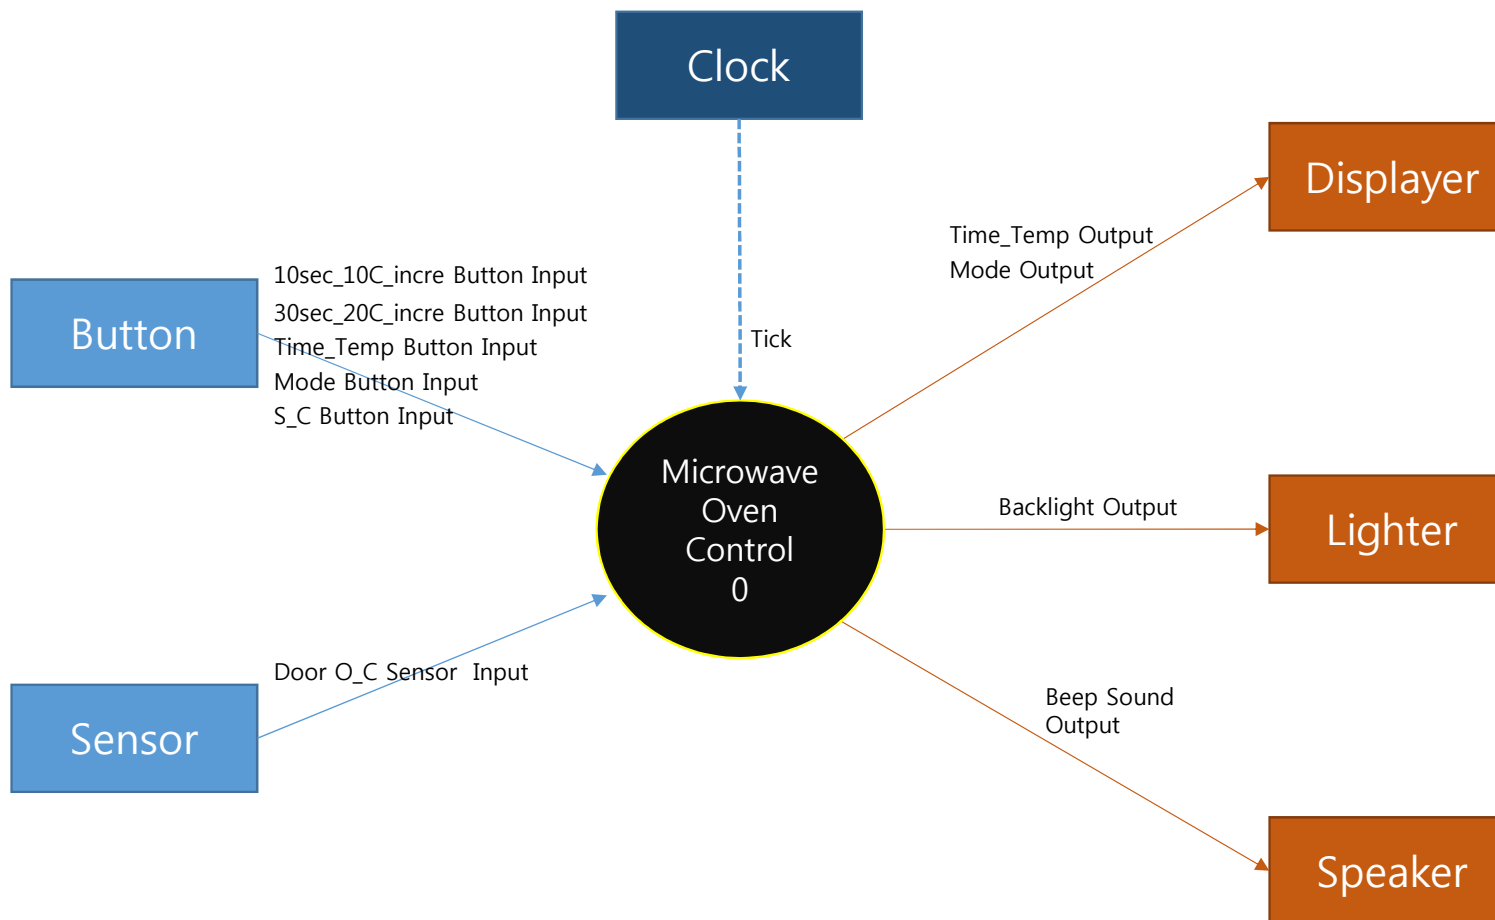 Clock
Displayer
Time_Temp Output
Mode Output
10sec_10C_incre Button Input
30sec_20C_incre Button Input
Time_Temp Button Input
Mode Button Input
S_C Button Input
Button
Tick
Microwave
Oven
Control
0
Backlight Output
Lighter
Door O_C Sensor  Input
Sensor
Beep Sound
Output
Speaker